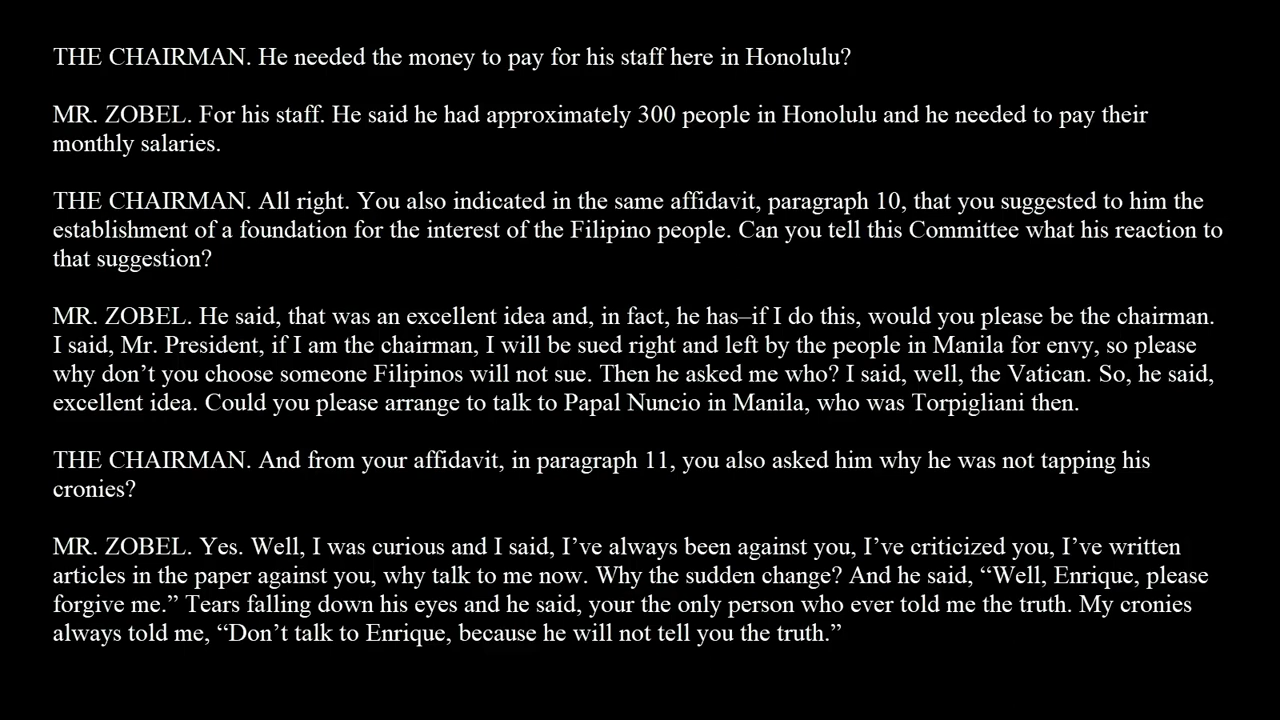 THE CHAIRMAN. He needed the money to pay for his staff here in Honolulu?
MR. ZOBEL. For his staff. He said he had approximately 300 people in Honolulu and he needed to pay their
monthly salaries.
THE CHAIRMAN. All right. You also indicated in the same affidavit, paragraph 10, that you suggested to him the
establishment of a foundation for the interest of the Filipino people. Can you tell this Committee what his reaction to
that suggestion?
MR. ZOBEL. He said, that was an excellent idea and, in fact, he has–if I do this, would you please be the chairman.
I said, Mr. President, if I am the chairman, I will be sued right and left by the people in Manila for envy, so please
why don’t you choose someone Filipinos will not sue. Then he asked me who? I said, well, the Vatican. So, he said,
excellent idea. Could you please arrange to talk to Papal Nuncio in Manila, who was Torpigliani then.
THE CHAIRMAN. And from your affidavit, in paragraph 11, you also asked him why he was not tapping his
cronies?
MR. ZOBEL. Yes. Well, I was curious and I said, I’ve always been against you, I’ve criticized you, I’ve written
articles in the paper against you, why talk to me now. Why the sudden change? And he said, “Well, Enrique, please
forgive me.” Tears falling down his eyes and he said, your the only person who ever told me the truth. My cronies
always told me, “Don’t talk to Enrique, because he will not tell you the truth.”